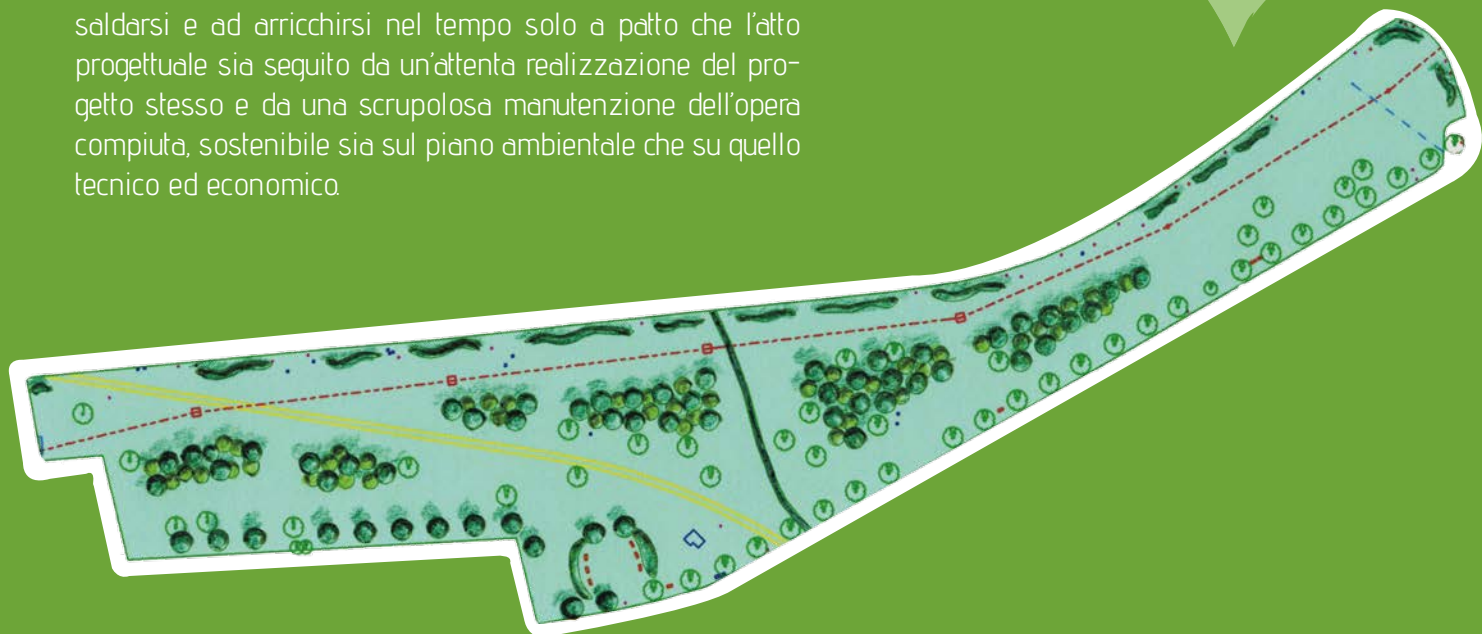 saldarsi e ad arricchirsi nel tempo solo a patto che l'atto
progettuale sia seguito da un'attenta realizzazione del pro-
getto stesso e da una scrupolosa manutenzione dell'opera
compiuta, sostenibile sia sul piano ambientale che su quello
tecnico ed economico.